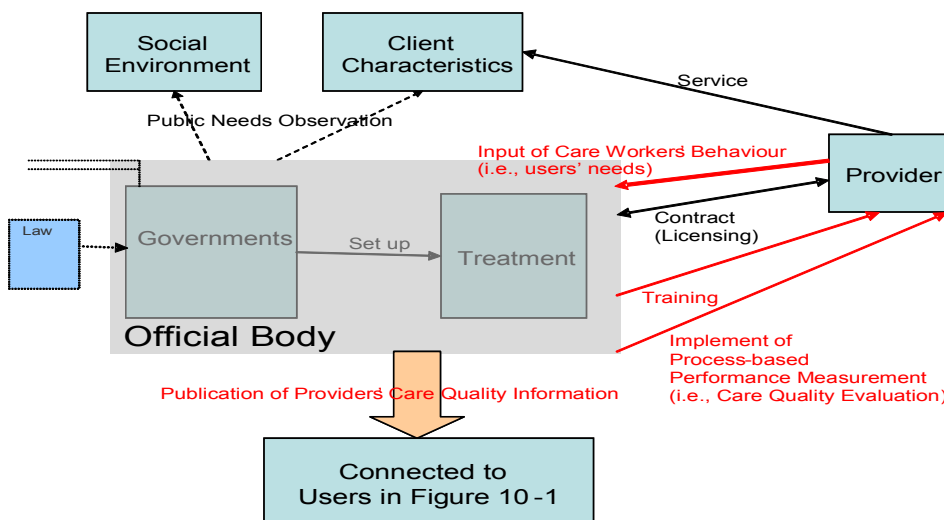 Social
Environment
Client
Characteristics
Service
Public Needs Observation
Input of Care Workers' Behaviour
(i.e., users' needs)
Provider
Law
Governments
Set up
Treatment
Contract
(Licensing)
Training
Official Body
Implement of
Process-based
Performance Measurement
(i.e., Care Quality Evaluation)
Publication of Providers' Care Quality Information
Connected to
Users in Figure 10-1